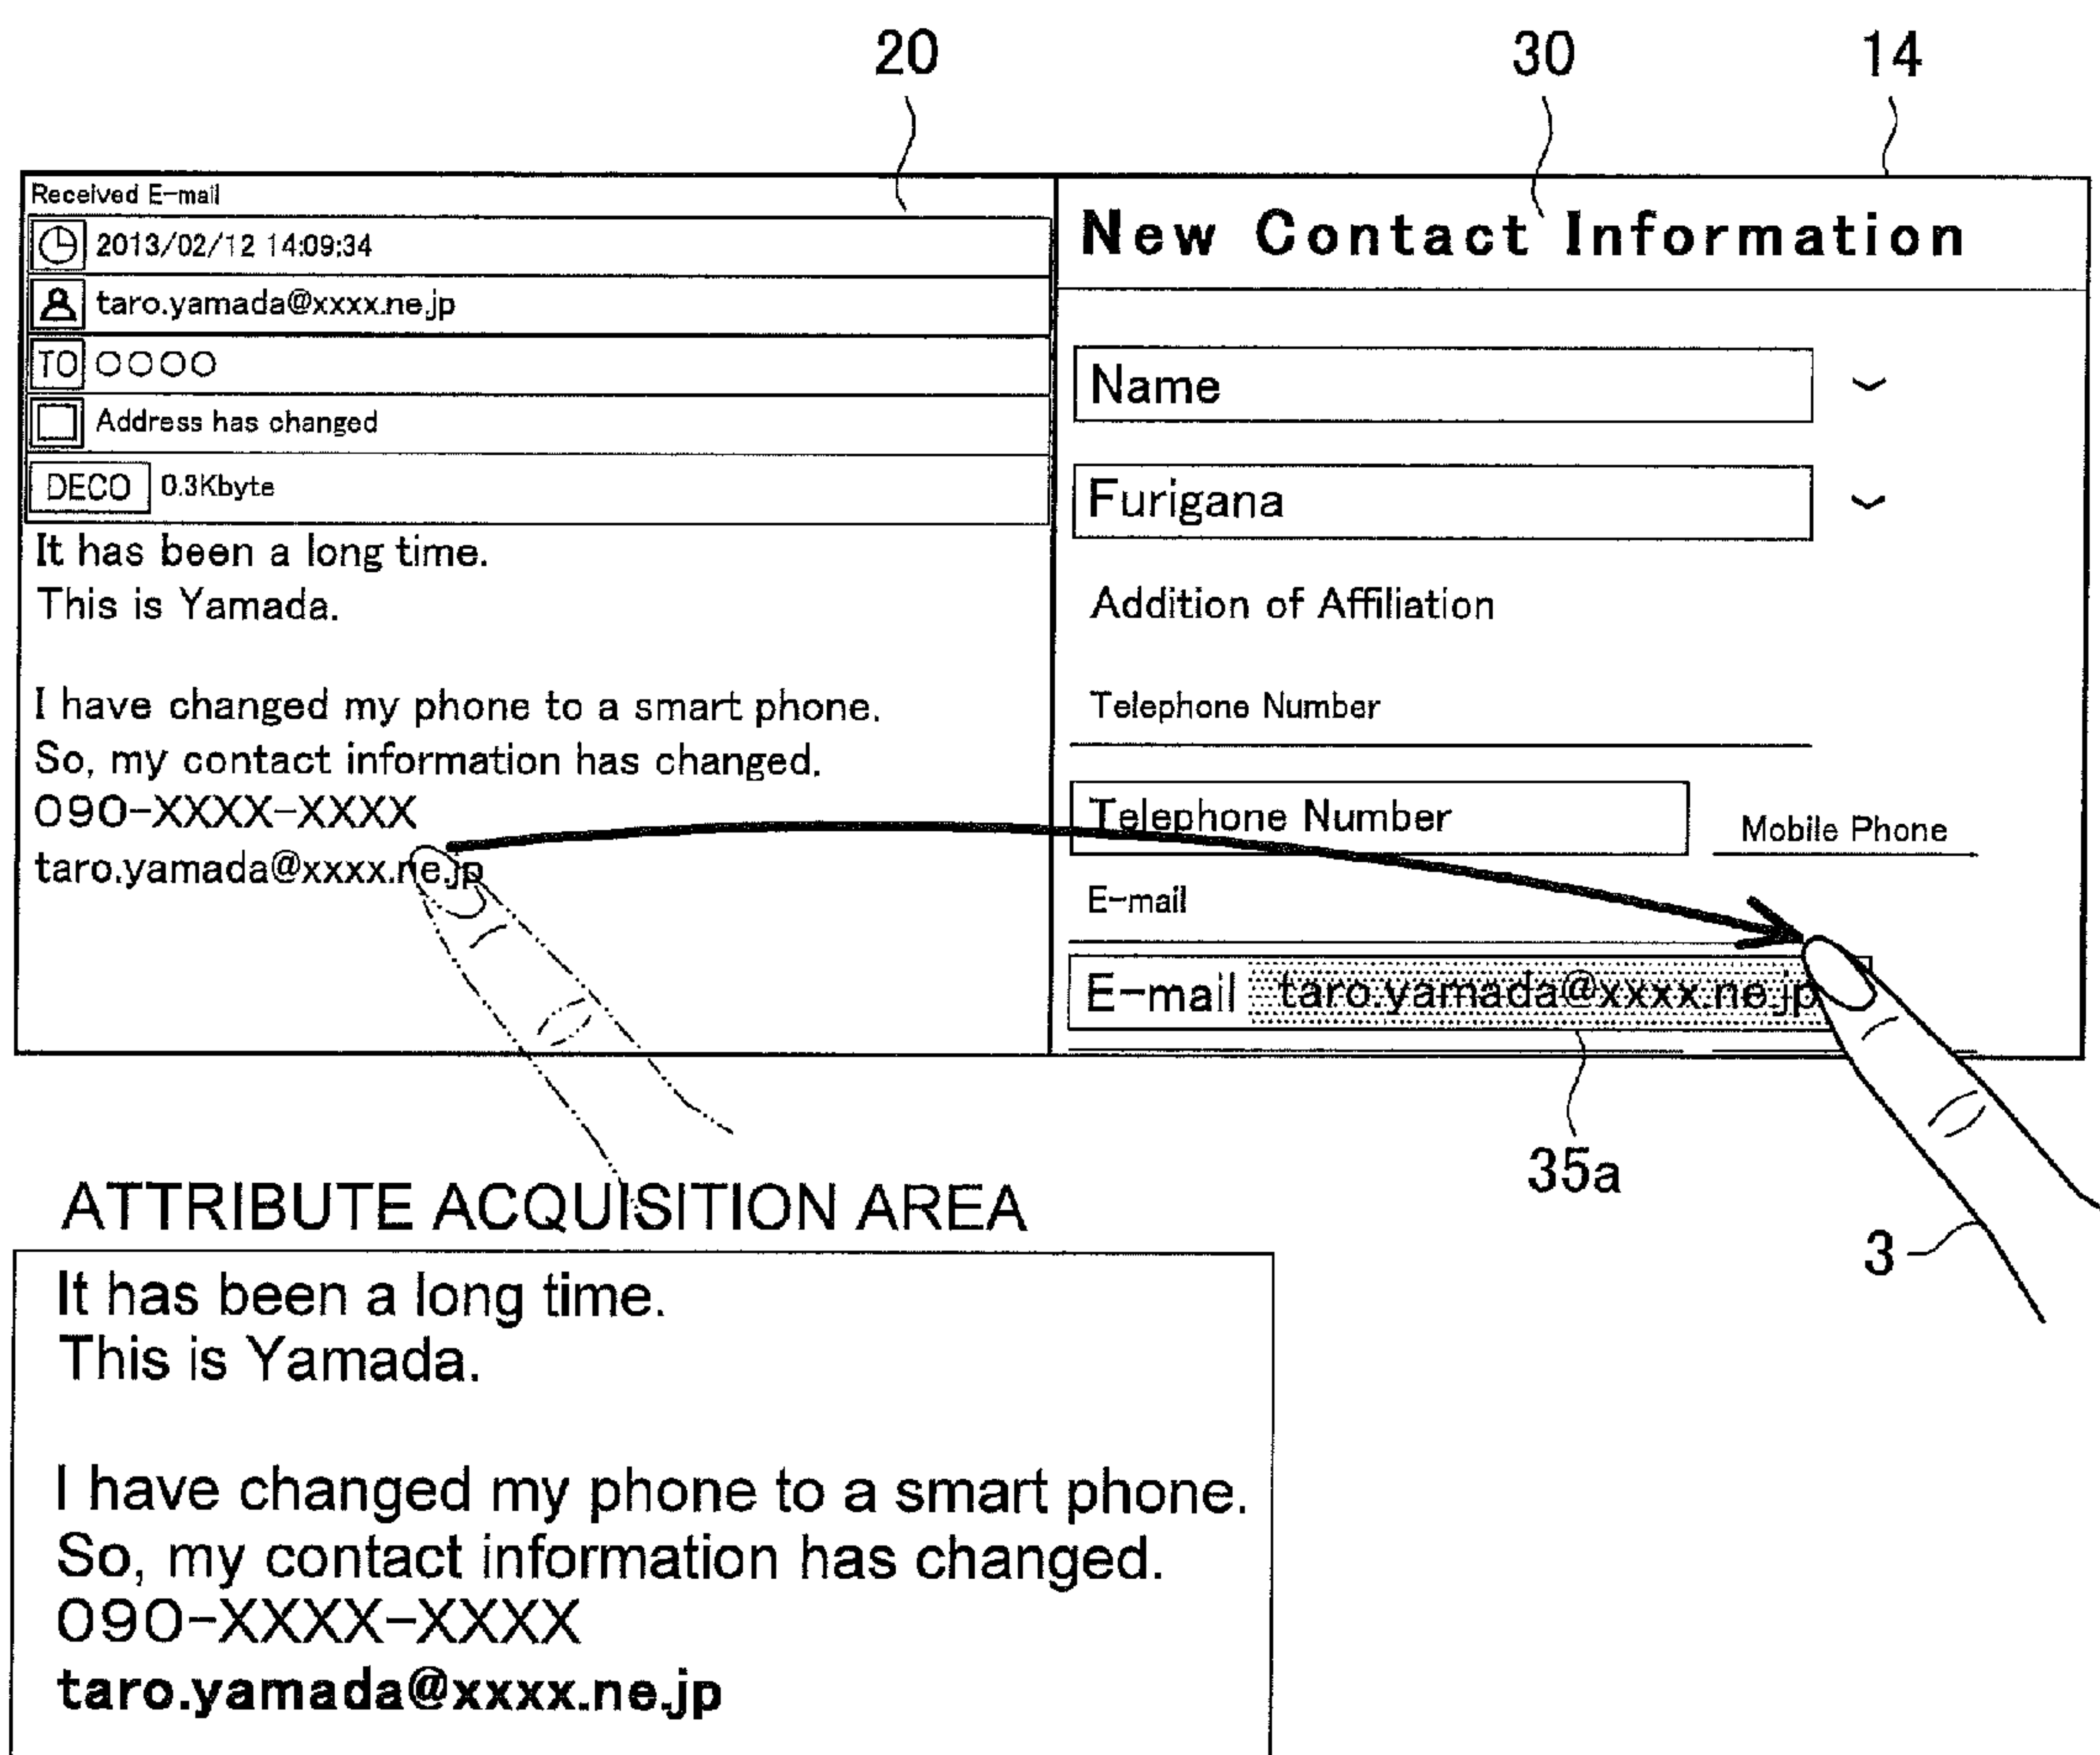 20
30
14
Received E-mail
2013/02/12 14:09:34
taro.yamada@xxxx.ne.jp
TO ○○○○
Address has changed
DECO 0.3Kbyte
It has been a long time.
This is Yamada.
I have changed my phone to a smart phone.
So, my contact information has changed.
090-XXXX-XXXX
taro.yamada@xxxx.ne.jp
New Contact Information
Name
Furigana
Addition of Affiliation
Telephone Number
Telephone Number
Mobile Phone
E-mail
E-mail taro.yamada@xxxx.ne.jp
35a
3
ATTRIBUTE ACQUISITION AREA
It has been a long time.
This is Yamada.
I have changed my phone to a smart phone.
So, my contact information has changed.
090-XXXX-XXXX
taro.yamada@xxxx.ne.jp